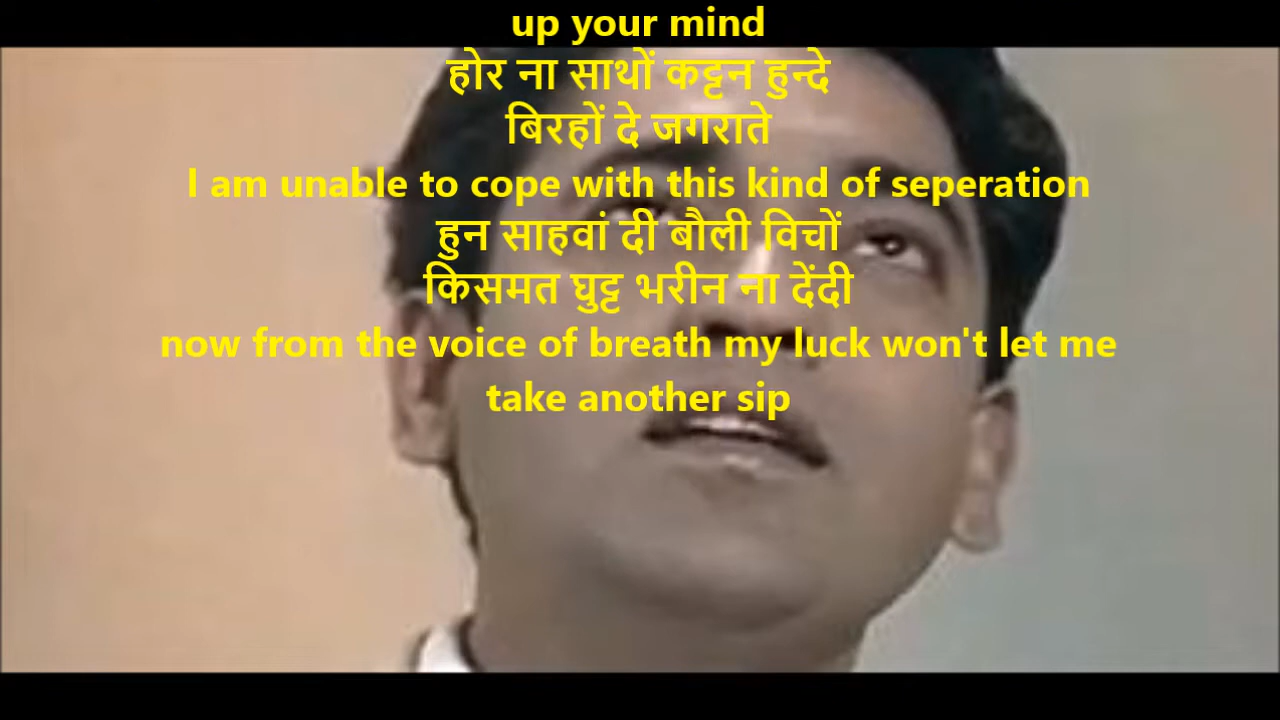 up your mind
होर ना साथों कट्टन हुन्दे
बिरहों दे जगराते
I am unable to cope with this kind of seperation
हुन साहवां दी बौली विचों
किसमत घुट्ट भरीन ना देंदी
now from the voice of breath my luck won't let me
take another sip